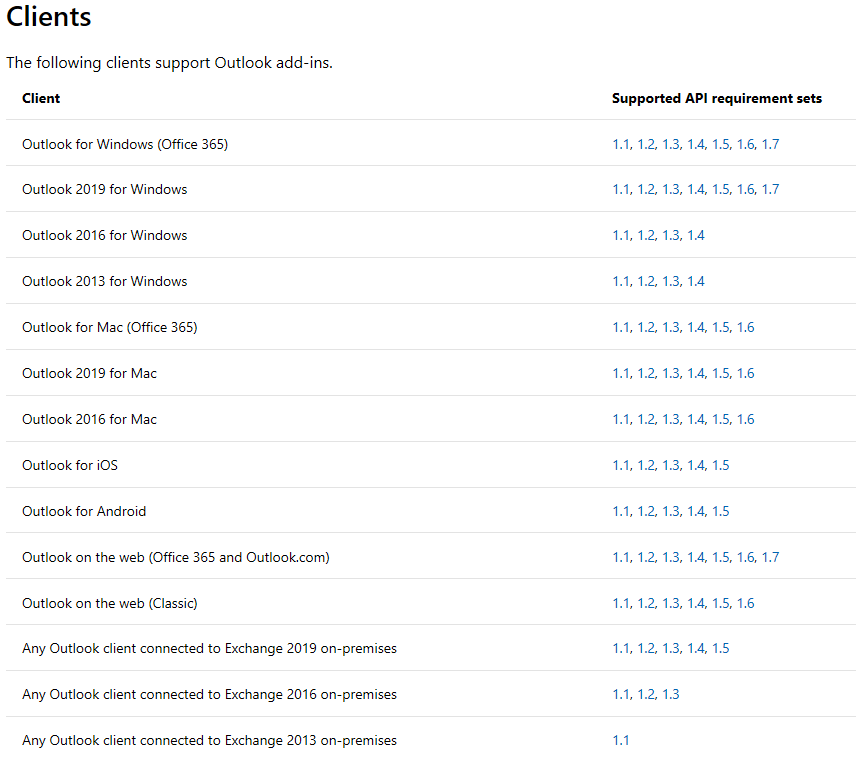 Clients
The following clients support Outlook add-ins.
Client Supported API requirement sets
Outlook for Windows (Office 365) 1.1, 1.2, 1.3, 1.4, 1.5, 1.6, 1.7
Outlook 2019 for Windows 1.1, 1.2, 1.3, 1.4, 1.5, 1.6, 1.7
Outlook 2016 for Windows 1.1, 1.2, 1.3, 1.4
Outlook 2013 for Windows 1.1, 1.2, 1.3, 1.4
Outlook for Mac (Office 365) 1.1, 1.2, 1.3, 1.4, 1.5, 1.6
Outlook 2019 for Mac 1.1, 1.2, 1.3, 1.4, 1.5, 1.6
Outlook 2016 for Mac 1.1, 1.2, 1.3, 1.4, 1.5, 1.6
Outlook for iOS 1.1, 1.2, 1.3, 1.4, 1.5
Outlook for Android 1.1, 1.2, 1.3, 1.4, 1.5
Outlook on the web (Office 365 and Outlook.com) 1.1, 1.2, 1.3, 1.4, 1.5, 1.6, 1.7
Outlook on the web (Classic) 1.1, 1.2, 1.3, 1.4, 1.5, 1.6
Any Outlook client connected to Exchange 2019 on-premises 1.1, 1.2, 1.3, 1.4, 1.5
Any Outlook client connected to Exchange 2016 on-premises 1.1, 1.2, 1.3
Any Outlook client connected to Exchange 2013 on-premises 1.1